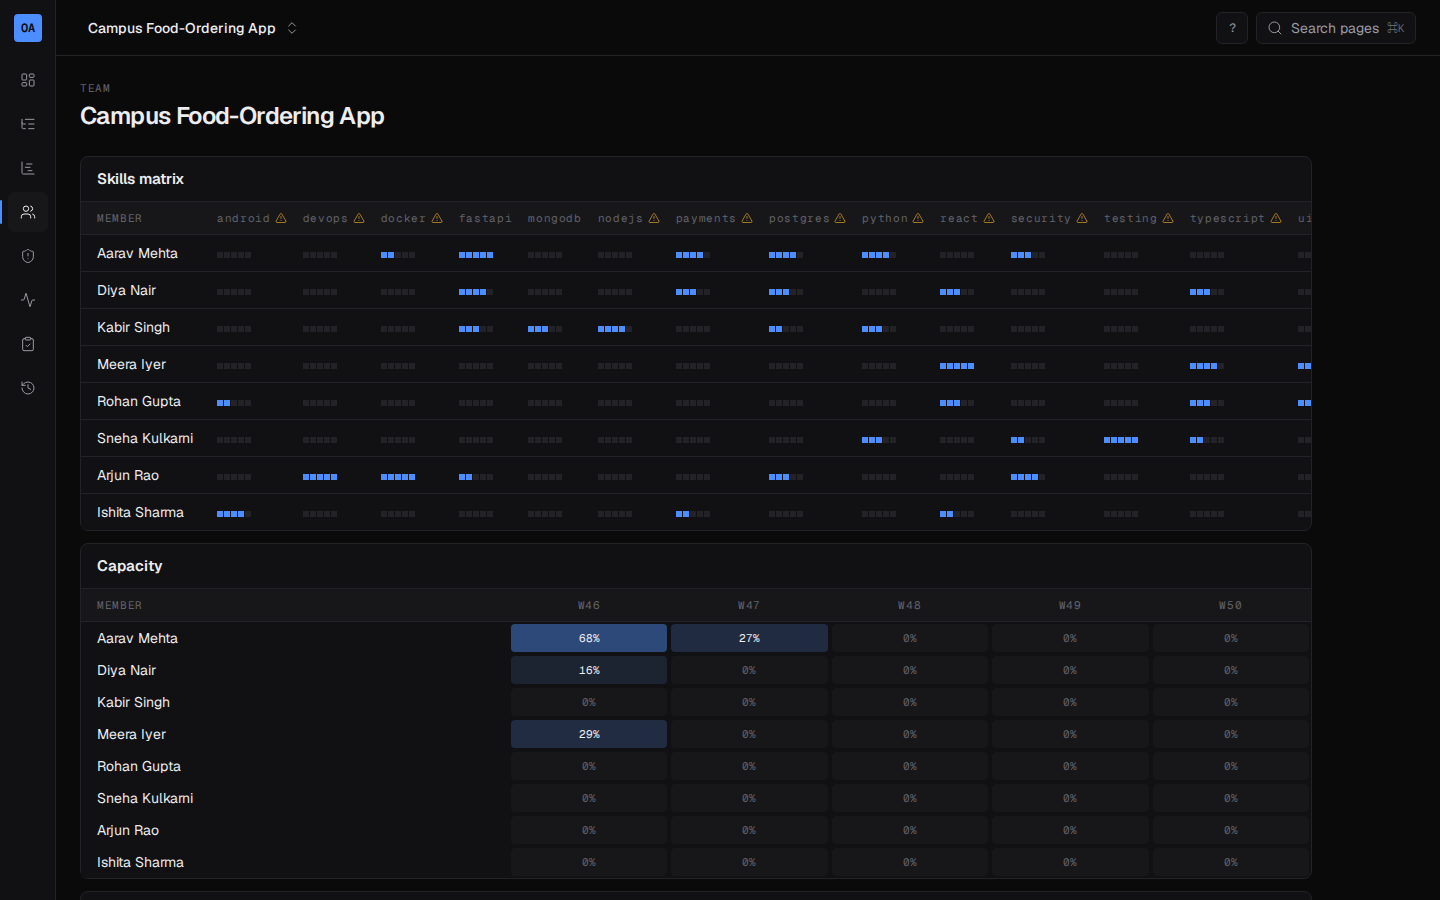 OA
Campus Food-Ordering App
?
Search pages ⌘K
TEAM
Campus Food-Ordering App
Skills matrix
MEMBER android devops docker fastapi mongodb nodejs payments postgres python react security testing typescript ui
Aarav Mehta
Diya Nair
Kabir Singh
Meera Iyer
Rohan Gupta
Sneha Kulkarni
Arjun Rao
Ishita Sharma
Capacity
MEMBER W46 W47 W48 W49 W50
Aarav Mehta 68% 27% 0% 0% 0%
Diya Nair 16% 0% 0% 0% 0%
Kabir Singh 0% 0% 0% 0% 0%
Meera Iyer 29% 0% 0% 0% 0%
Rohan Gupta 0% 0% 0% 0% 0%
Sneha Kulkarni 0% 0% 0% 0% 0%
Arjun Rao 0% 0% 0% 0% 0%
Ishita Sharma 0% 0% 0% 0% 0%